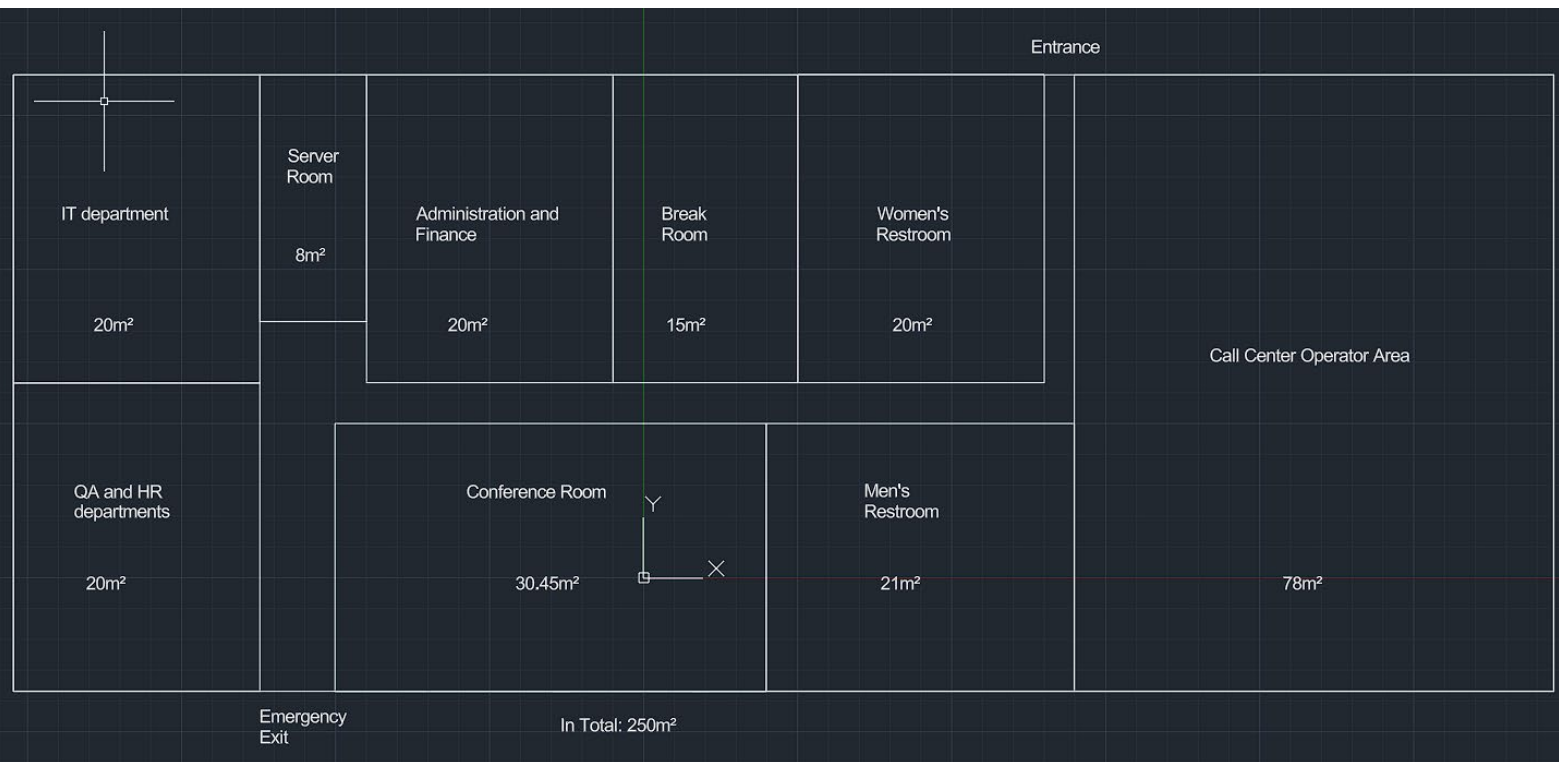 Entrance
IT department
20m²
Server
Room
8m²
Administration and
Finance
20m²
Break
Room
15m²
Women's
Restroom
20m²
Call Center Operator Area
78m²
QA and HR
departments
20m²
Conference Room
30.45m²
Y
X
Men's
Restroom
21m²
Emergency
Exit
In Total: 250m²